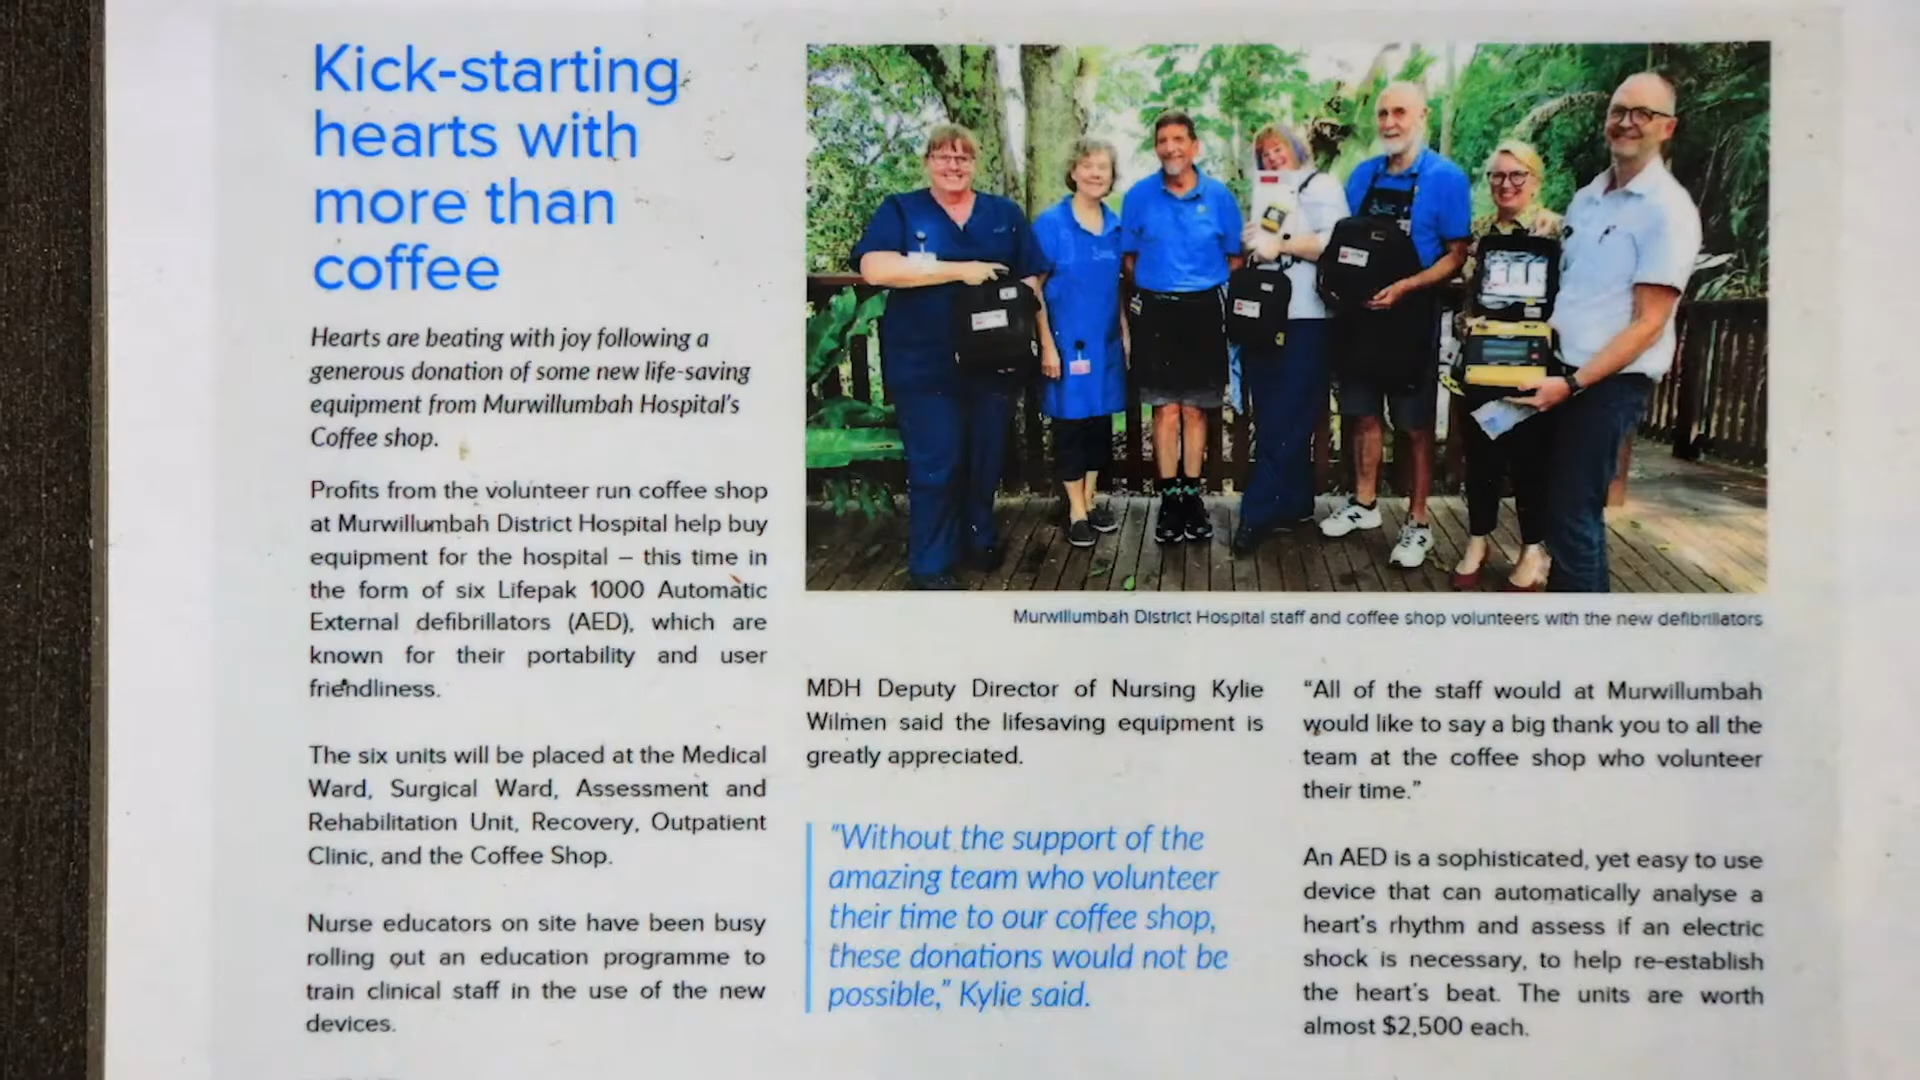 Kick-starting
hearts with
more than
coffee
Hearts are beating with joy following a
generous donation of some new life-saving
equipment from Murwillumbah Hospital's
Coffee shop.
Profits from the volunteer run coffee shop
at Murwillumbah District Hospital help buy
equipment for the hospital – this time in
the form of six Lifepak 1000 Automatic
External defibrillators (AED), which are
known for their portability and user
friendliness.
The six units will be placed at the Medical
Ward, Surgical Ward, Assessment and
Rehabilitation Unit, Recovery, Outpatient
Clinic, and the Coffee Shop.
Nurse educators on site have been busy
rolling out an education programme to
train clinical staff in the use of the new
devices.
Murwillumbah District Hospital staff and coffee shop volunteers with the new defibrillators
MDH Deputy Director of Nursing Kylie
Wilmen said the lifesaving equipment is
greatly appreciated.
"Without the support of the
amazing team who volunteer
their time to our coffee shop,
these donations would not be
possible," Kylie said.
“All of the staff would at Murwillumbah
would like to say a big thank you to all the
team at the coffee shop who volunteer
their time.”
An AED is a sophisticated, yet easy to use
device that can automatically analyse a
heart's rhythm and assess if an electric
shock is necessary, to help re-establish
the heart's beat. The units are worth
almost $2,500 each.